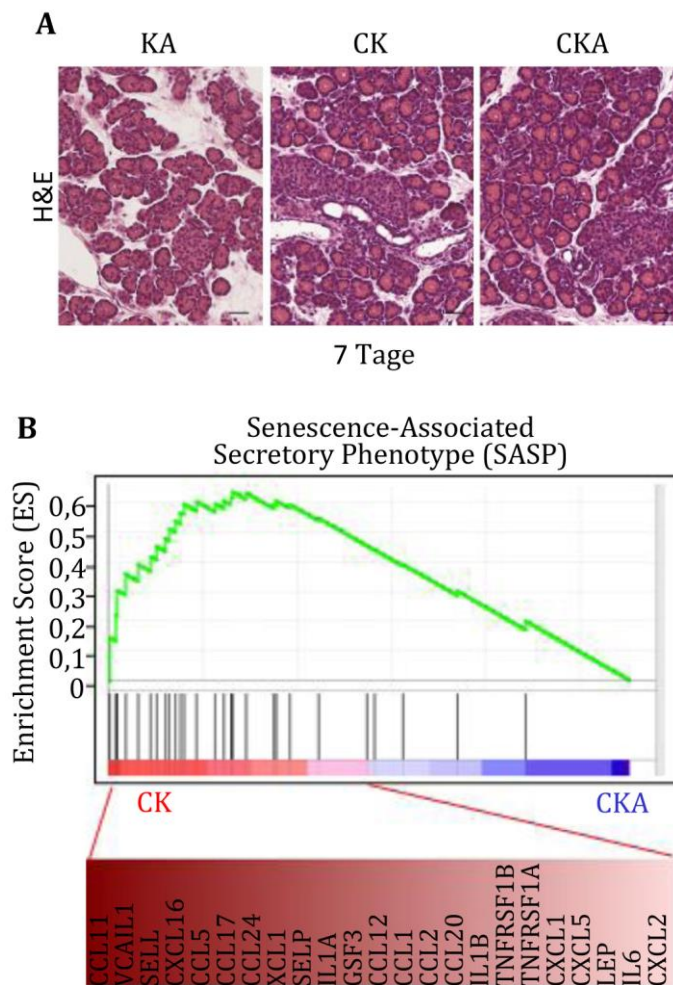 A
KA CK CKA
H&E
7 Tage
B
Senescence-Associated
Secretory Phenotype (SASP)
Enrichment Score (ES)
0,6
0,5
0,4
0,3
0,2
0,1
0
CK CKA
CCL11
VCAIL1
SELL
CXCL16
CCL5
CCL17
CCL24
XCL1
SELP
IL1A
GSF3
CCL12
CCL1
CCL2
CCL20
IL1B
TNFRSF1B
TNFRSF1A
CXCL1
CXCL5
LEP
IL6
CXCL2